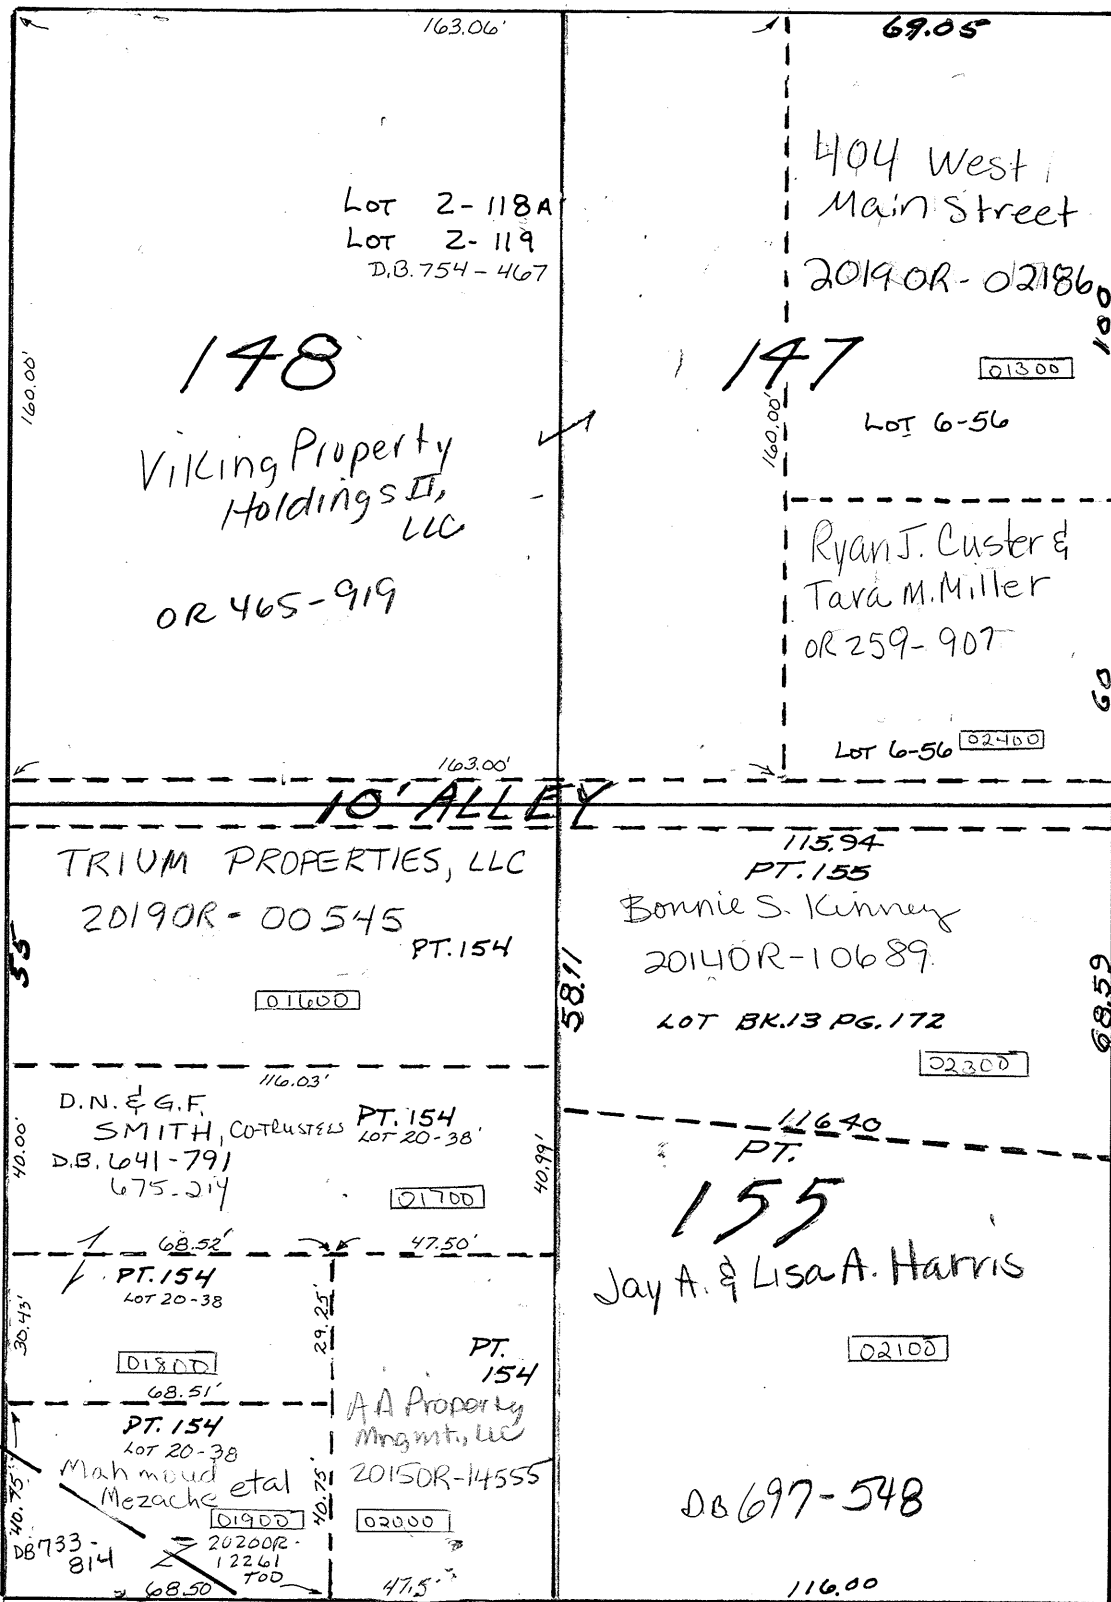 163.06'
69.05
LOT 2-118A
LOT 2-119
D.B. 754-467
148
160.00'
Viking Property
Holdings II,
LLC
OR 465-919
163.00'
404 West
Main Street
2019OR-02186
100
147
01300
160.00'
LOT 6-56
Ryan J. Custer &
Tara M. Miller
OR 259-907
60
LOT 6-56 02400
10' ALLEY
TRIUM PROPERTIES, LLC
2019OR-00545
PT. 154
55
01600
58.11
115.94
PT. 155
Bonnie S. Kinney
2014OR-10689
LOT BK.13 PG.172
68.59
02300
116.03'
D.N. & G.F.
SMITH, CO-TRUSTEES
D.B. 641-791
675-214
PT. 154
LOT 20-38
40.00'
40.99'
01700
68.52'
47.50'
116.40
PT.
155
Jay A. & Lisa A. Harris
02100
DB 697-548
116.00
PT. 154
LOT 20-38
30.43'
29.25'
01800
68.51'
PT. 154
LOT 20-38
Mahmoud
Mezache etal
01900
40.75'
40.75'
DB 733-
814
2020OR-
12261
TOD
68.50
PT.
154
AA Property
Mngmt., LLC
2015OR-14555
02000
47.5'